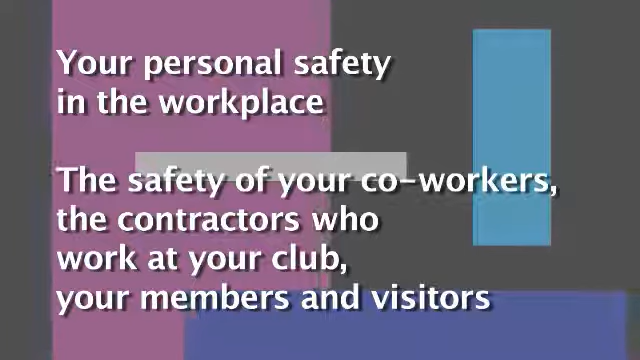 Your personal safety
in the workplace
The safety of your co-workers,
the contractors who
work at your club,
your members and visitors